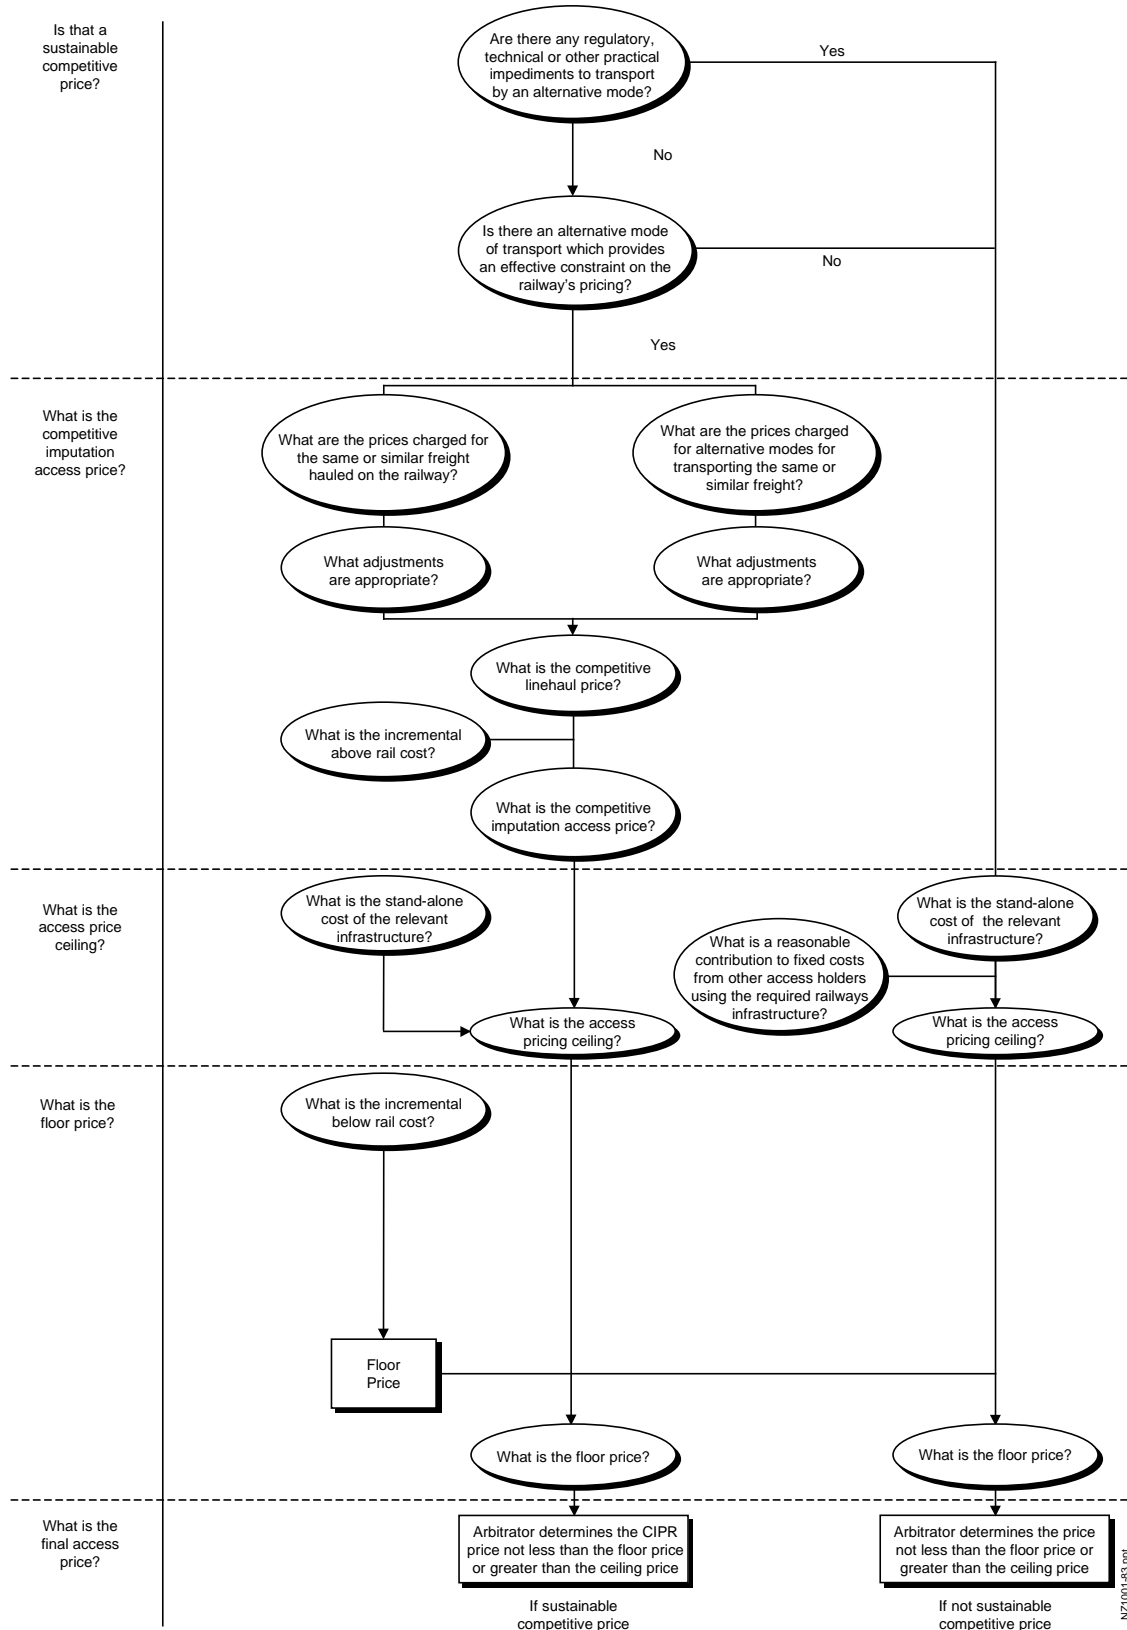 Is that a
sustainable
competitive
price?
Are there any regulatory,
technical or other practical
impediments to transport
by an alternative mode?
Yes
No
Is there an alternative mode
of transport which provides
an effective constraint on the
railway's pricing?
No
Yes
What is the
competitive
imputation
access price?
What are the prices charged for
the same or similar freight
hauled on the railway?
What are the prices charged
for alternative modes for
transporting the same or
similar freight?
What adjustments
are appropriate?
What adjustments
are appropriate?
What is the competitive
linehaul price?
What is the incremental
above rail cost?
What is the competitive
imputation access price?
What is the
access price
ceiling?
What is the stand-alone
cost of the relevant
infrastructure?
What is a reasonable
contribution to fixed costs
from other access holders
using the required railways
infrastructure?
What is the stand-alone
cost of the relevant
infrastructure?
What is the access
pricing ceiling?
What is the access
pricing ceiling?
What is the
floor price?
What is the incremental
below rail cost?
Floor
Price
What is the floor price?
What is the floor price?
What is the
final access
price?
Arbitrator determines the CIPR
price not less than the floor price
or greater than the ceiling price
Arbitrator determines the price
not less than the floor price or
greater than the ceiling price
If sustainable
competitive price
If not sustainable
competitive price
NZ1001-83.ppt